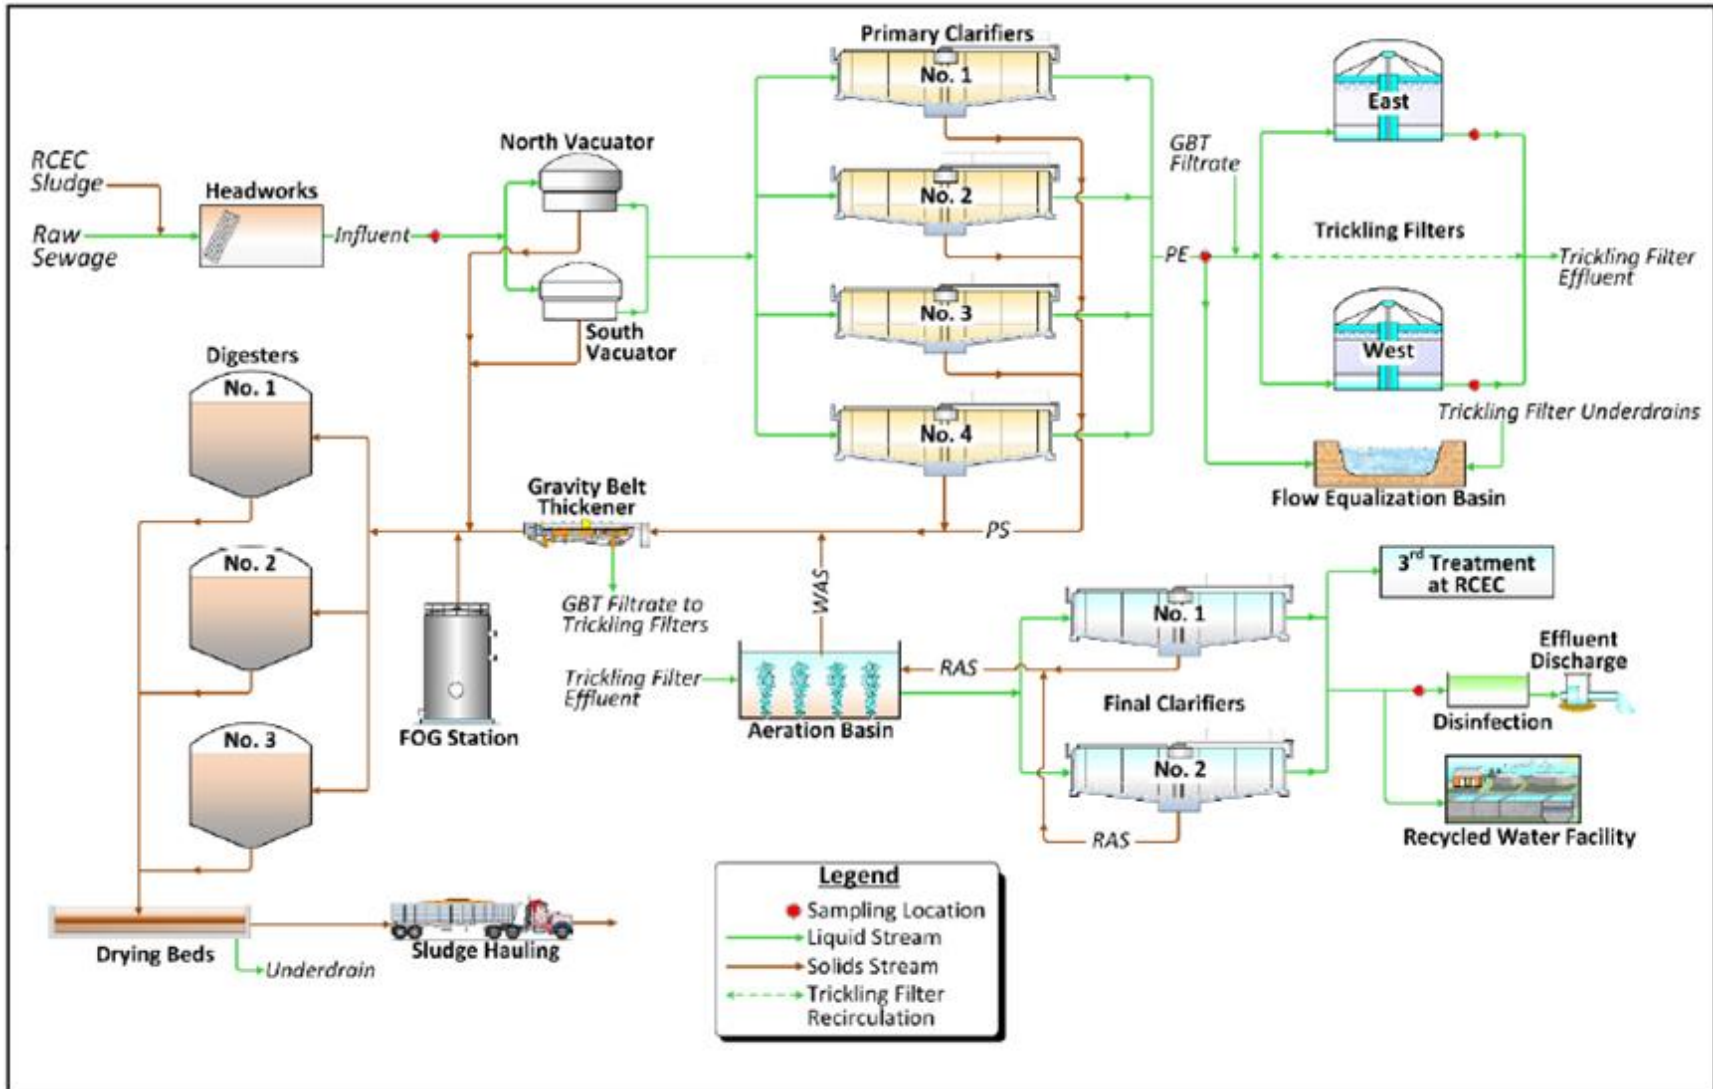 Primary Clarifiers
No. 1
No. 2
No. 3
No. 4
RCEC
Sludge
Raw
Sewage
Headworks
Influent
North Vacuator
South
Vacuator
GBT
Filtrate
PE
East
Trickling Filters
West
Trickling Filter
Effluent
Trickling Filter Underdrains
Flow Equalization Basin
Digesters
No. 1
No. 2
No. 3
Gravity Belt
Thickener
PS
WAS
GBT Filtrate to
Trickling Filters
FOG Station
Trickling Filter
Effluent
Aeration Basin
RAS
No. 1
Final Clarifiers
No. 2
RAS
3rd Treatment
at RCEC
Effluent
Discharge
Disinfection
Recycled Water Facility
Drying Beds
Underdrain
Sludge Hauling
Legend
Sampling Location
Liquid Stream
Solids Stream
Trickling Filter
Recirculation